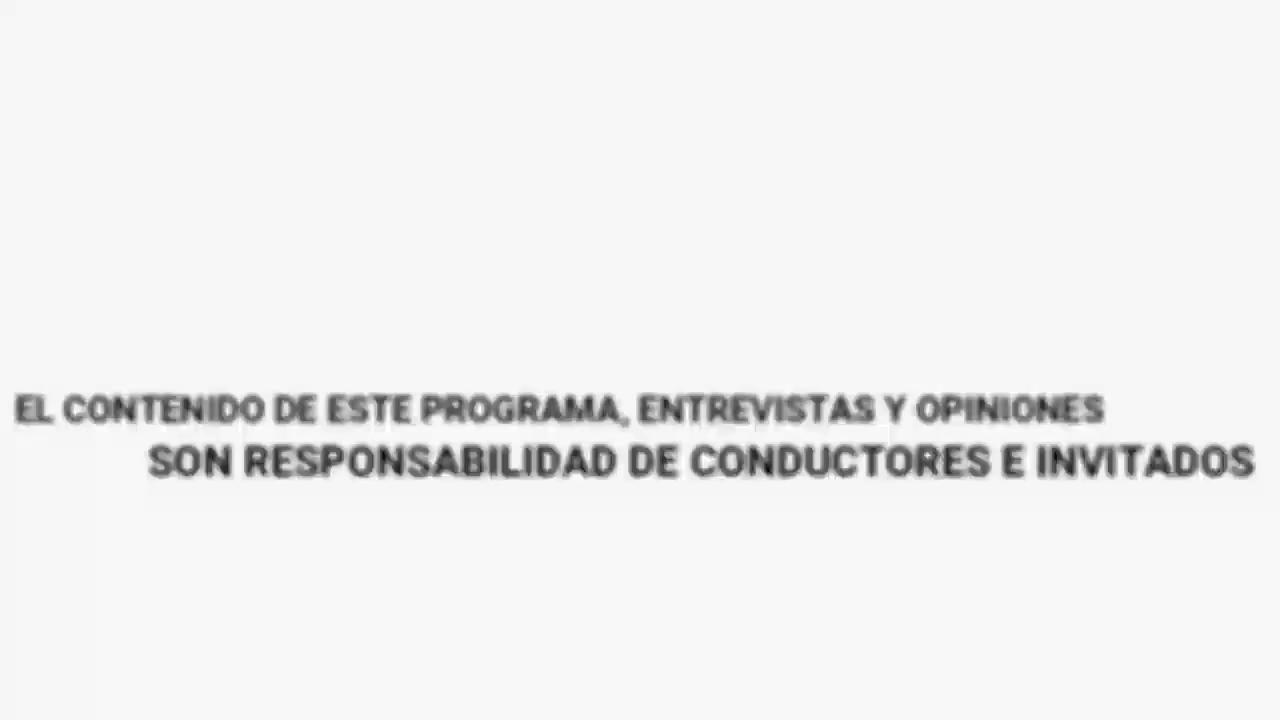 EL CONTENIDO DE ESTE PROGRAMA, ENTREVISTAS Y OPINIONES
SON RESPONSABILIDAD DE CONDUCTORES E INVITADOS